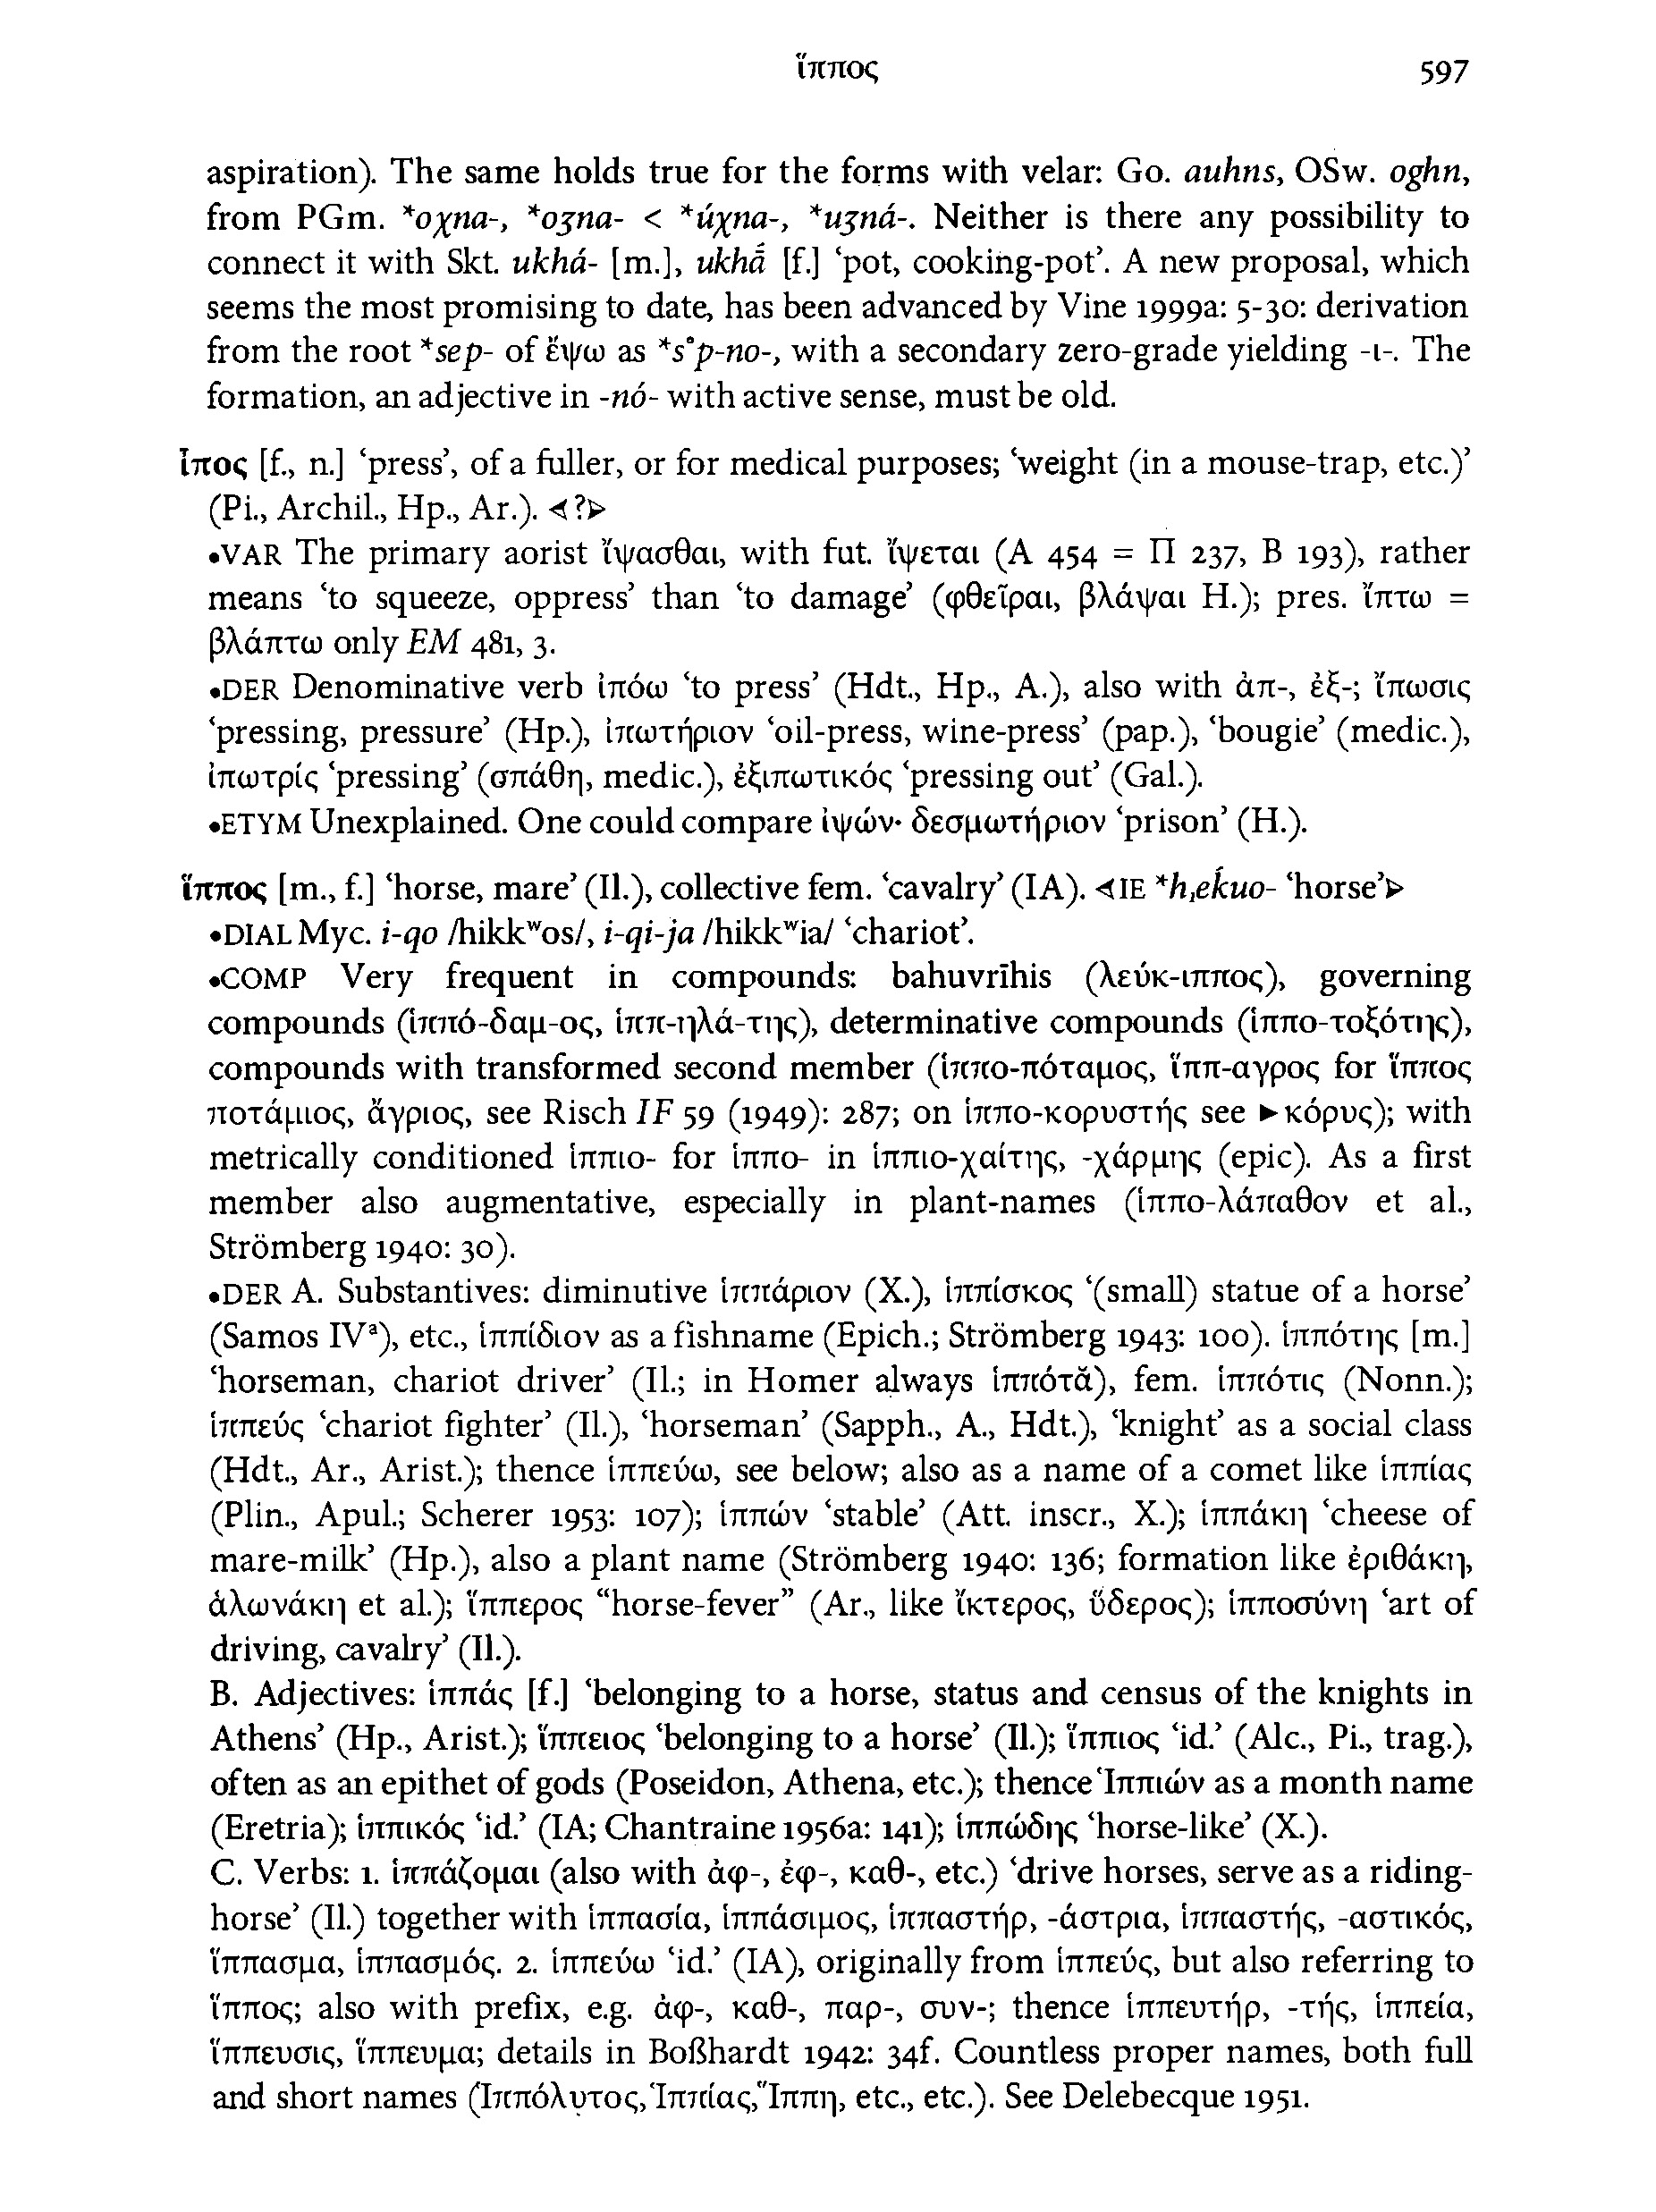 ἵππος 597
aspiration). The same holds true for the forms with velar: Go. auhns, OSw. oghn,
from PGm. *oχna-, *oʒna- < *úχna-, *uʒná-. Neither is there any possibility to
connect it with Skt. ukhá- [m.], ukhā́ [f.] ‘pot, cooking-pot’. A new proposal, which
seems the most promising to date, has been advanced by Vine 1999a: 5-30: derivation
from the root *sep- of ἕψω as *sᵒp-no-, with a secondary zero-grade yielding -ι-. The
formation, an adjective in -nó- with active sense, must be old.
ἶπος [f., n.] ‘press’, of a fuller, or for medical purposes; ‘weight (in a mouse-trap, etc.)’
(Pi., Archil., Hp., Ar.). ⊲?⊳
•VAR The primary aorist ἴψασθαι, with fut. ἴψεται (Α 454 = Π 237, Β 193), rather
means ‘to squeeze, oppress’ than ‘to damage’ (φθεῖραι, βλάψαι H.); pres. ἴπτω =
βλάπτω only EM 481, 3.
•DER Denominative verb ἰπόω ‘to press’ (Hdt., Hp., A.), also with ἀπ-, ἐξ-; ἴπωσις
‘pressing, pressure’ (Hp.), ἰπωτήριον ‘oil-press, wine-press’ (pap.), ‘bougie’ (medic.),
ἰπωτρίς ‘pressing’ (σπάθη, medic.), ἐξιπωτικός ‘pressing out’ (Gal.).
•ETYM Unexplained. One could compare ἰψών· δεσμωτήριον ‘prison’ (H.).
ἵππος [m., f.] ‘horse, mare’ (Il.), collective fem. ‘cavalry’ (IA). ⊲IE *h₁eḱuo- ‘horse’⊳
•DIAL Myc. i-qo /hikkʷos/, i-qi-ja /hikkʷia/ ‘chariot’.
•COMP Very frequent in compounds: bahuvrīhis (λεύκ-ιππος), governing
compounds (ἱππό-δαμ-ος, ἱππ-ηλά-της), determinative compounds (ἱππο-τοξότης),
compounds with transformed second member (ἱππο-πόταμος, ἵππ-αγρος for ἵππος
ποτάμιος, ἄγριος, see Risch IF 59 (1949): 287; on ἱππο-κορυστής see ►κόρυς); with
metrically conditioned ἱππιο- for ἱππο- in ἱππιο-χαίτης, -χάρμης (epic). As a first
member also augmentative, especially in plant-names (ἱππο-λάπαθον et al.,
Strömberg 1940: 30).
•DER A. Substantives: diminutive ἱππάριον (X.), ἱππίσκος ‘(small) statue of a horse’
(Samos IVᵃ), etc., ἱππίδιον as a fishname (Epich.; Strömberg 1943: 100). ἱππότης [m.]
‘horseman, chariot driver’ (Il.; in Homer always ἱππότᾰ), fem. ἱππότις (Nonn.);
ἱππεύς ‘chariot fighter’ (Il.), ‘horseman’ (Sapph., A., Hdt.), ‘knight’ as a social class
(Hdt., Ar., Arist.); thence ἱππεύω, see below; also as a name of a comet like ἱππίας
(Plin., Apul.; Scherer 1953: 107); ἱππών ‘stable’ (Att. inscr., X.); ἱππάκη ‘cheese of
mare-milk’ (Hp.), also a plant name (Strömberg 1940: 136; formation like ἐριθάκη,
ἁλωνάκη et al.); ἵππερος “horse-fever” (Ar., like ἴκτερος, ὕδερος); ἱπποσύνη ‘art of
driving, cavalry’ (Il.).
B. Adjectives: ἱππάς [f.] ‘belonging to a horse, status and census of the knights in
Athens’ (Hp., Arist.); ἵππειος ‘belonging to a horse’ (Il.); ἵππιος ‘id.’ (Alc., Pi., trag.),
often as an epithet of gods (Poseidon, Athena, etc.); thence Ἱππιών as a month name
(Eretria); ἱππικός ‘id.’ (IA; Chantraine 1956a: 141); ἱππώδης ‘horse-like’ (X.).
C. Verbs: 1. ἱππάζομαι (also with ἀφ-, ἐφ-, καθ-, etc.) ‘drive horses, serve as a riding-
horse’ (Il.) together with ἱππασία, ἱππάσιμος, ἱππαστήρ, -άστρια, ἱππαστής, -αστικός,
ἵππασμα, ἱππασμός. 2. ἱππεύω ‘id.’ (IA), originally from ἱππεύς, but also referring to
ἵππος; also with prefix, e.g. ἀφ-, καθ-, παρ-, συν-; thence ἱππευτήρ, -τής, ἱππεία,
ἵππευσις, ἵππευμα; details in Boßhardt 1942: 34f. Countless proper names, both full
and short names (Ἱππόλυτος, Ἱππίας, Ἵππη, etc., etc.). See Delebecque 1951.